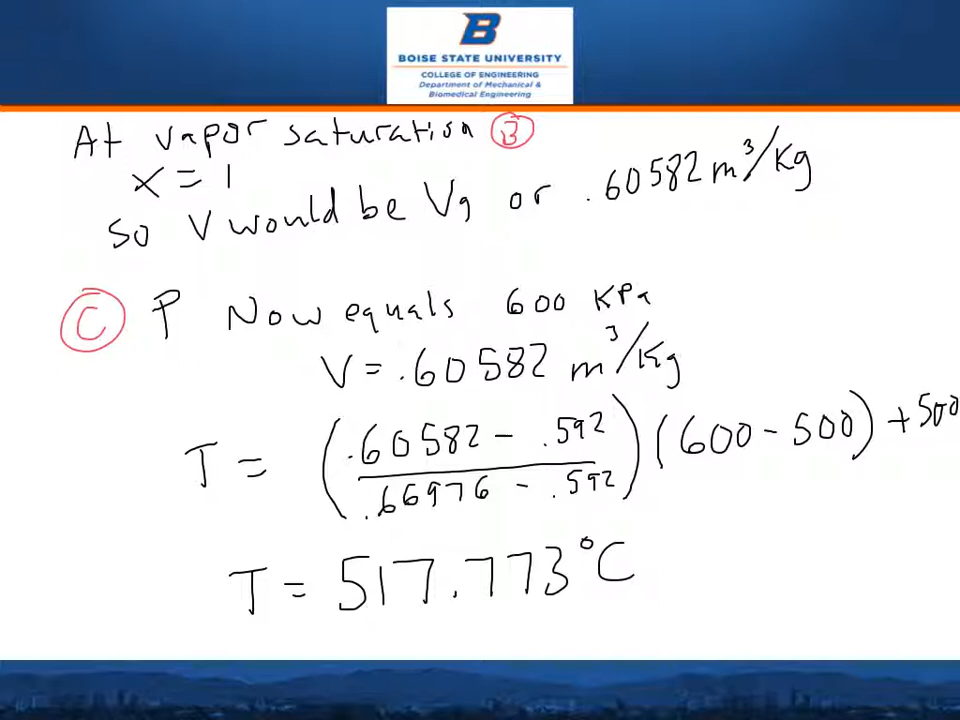 B
BOISE STATE UNIVERSITY
COLLEGE OF ENGINEERING
Department of Mechanical &
Biomedical Engineering
At vapor saturation B
x = 1
So V would be Vg or .60582 m³/Kg
C P Now equals 600 KPa
V = .60582 m³/Kg
T = (.60582 - .592 / .66976 - .592) (600 - 500) + 500
T = 517.773°C